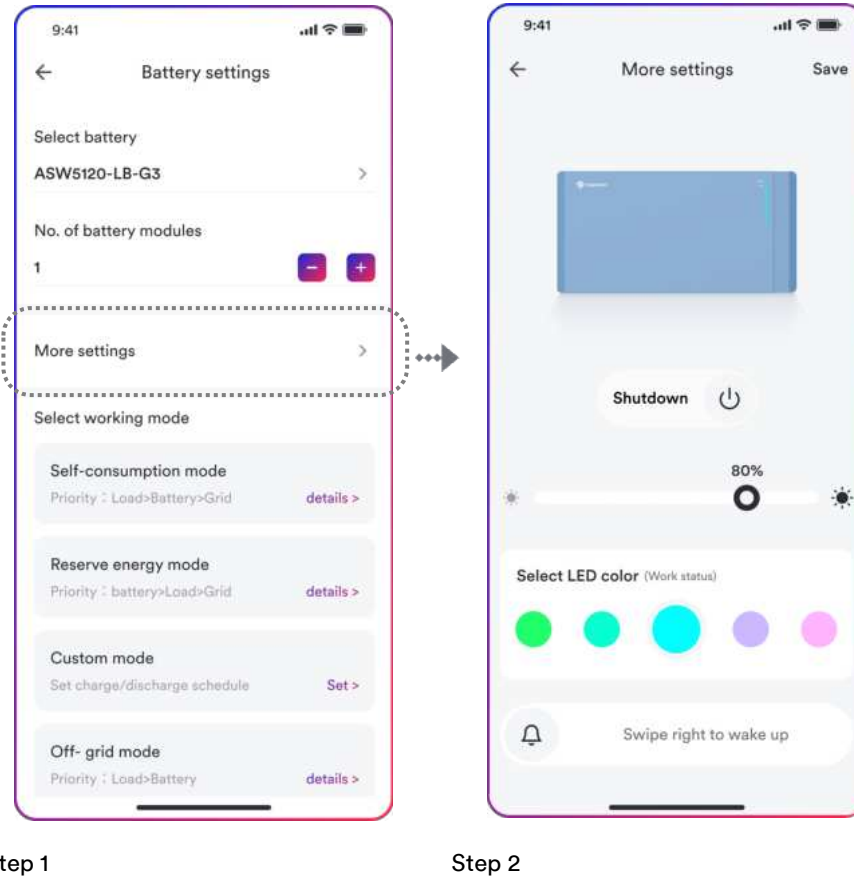 9:41
Battery settings
Select battery
ASW5120-LB-G3
No. of battery modules
1
More settings
Select working mode
Self-consumption mode
Priority：Load>Battery>Grid
details >
Reserve energy mode
Priority：battery>Load>Grid
details >
Custom mode
Set charge/discharge schedule
Set >
Off- grid mode
Priority：Load>Battery
details >
tep 1
9:41
More settings
Save
Shutdown
80%
Select LED color (Work status)
Swipe right to wake up
Step 2